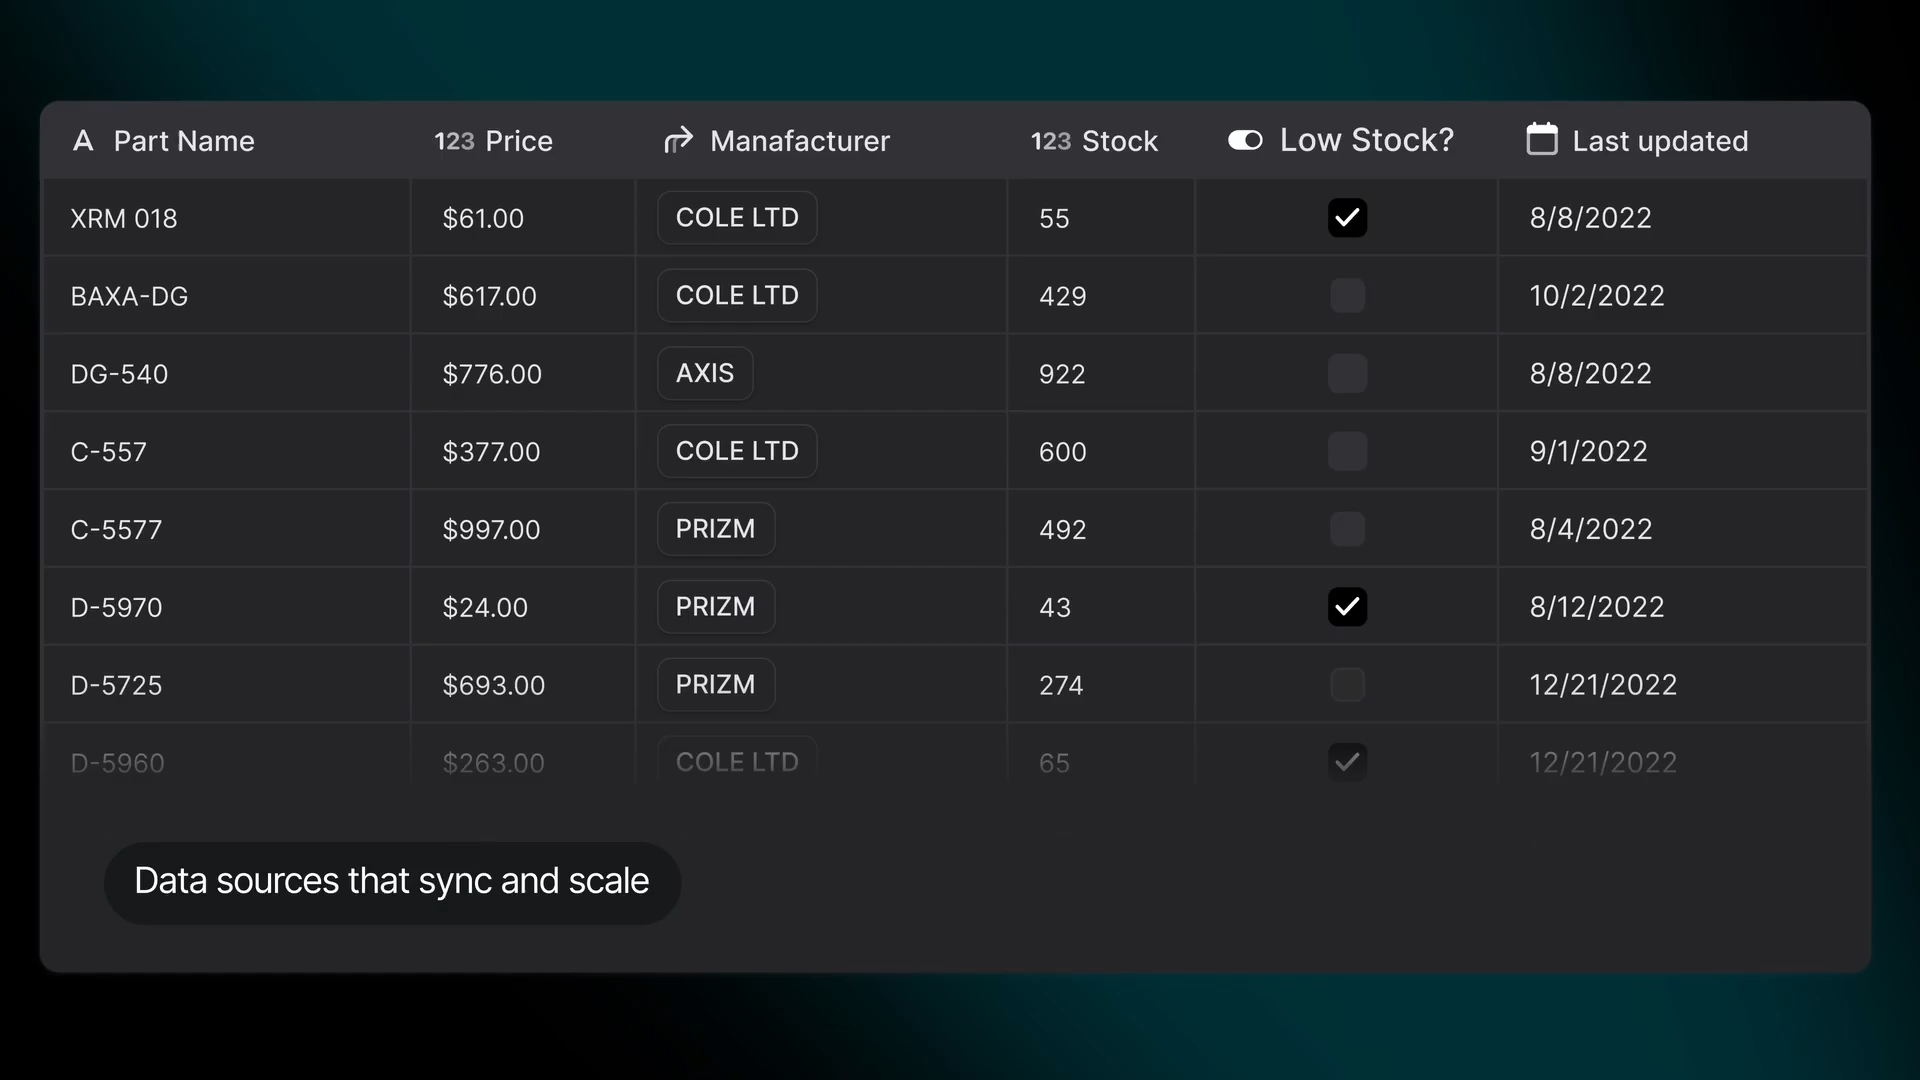 A Part Name 123 Price Manafacturer 123 Stock Low Stock? Last updated
XRM 018 $61.00 COLE LTD 55 8/8/2022
BAXA-DG $617.00 COLE LTD 429 10/2/2022
DG-540 $776.00 AXIS 922 8/8/2022
C-557 $377.00 COLE LTD 600 9/1/2022
C-5577 $997.00 PRIZM 492 8/4/2022
D-5970 $24.00 PRIZM 43 8/12/2022
D-5725 $693.00 PRIZM 274 12/21/2022
D-5960 $263.00 COLE LTD 65 12/21/2022
Data sources that sync and scale